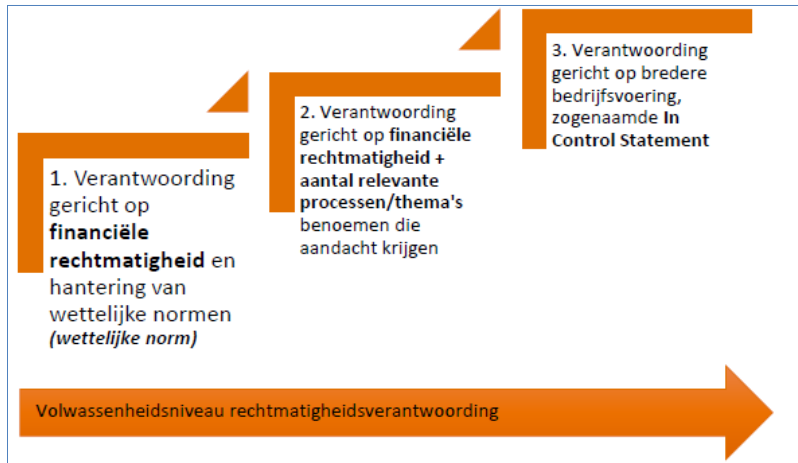 1. Verantwoording
gericht op
financiële
rechtmatigheid en
hantering van
wettelijke normen
(wettelijke norm)
2. Verantwoording
gericht op financiële
rechtmatigheid +
aantal relevante
processen/thema's
benoemen die
aandacht krijgen
3. Verantwoording
gericht op bredere
bedrijfsvoering,
zogenaamde In
Control Statement
Volwassenheidsniveau rechtmatigheidsverantwoording